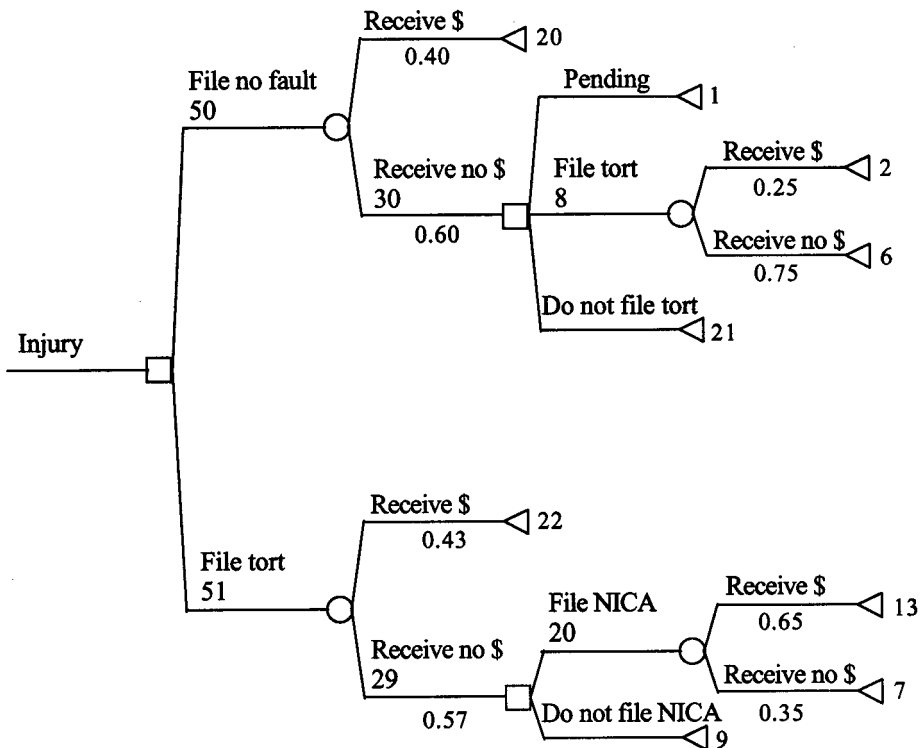 Receive $
20
0.40
File no fault
50
Pending
1
Receive no $
30
0.60
File tort
8
Receive $
2
0.25
Receive no $
6
0.75
Do not file tort
21
Injury
Receive $
22
0.43
File tort
51
File NICA
20
Receive $
13
0.65
Receive no $
29
0.57
Receive no $
7
0.35
Do not file NICA
9